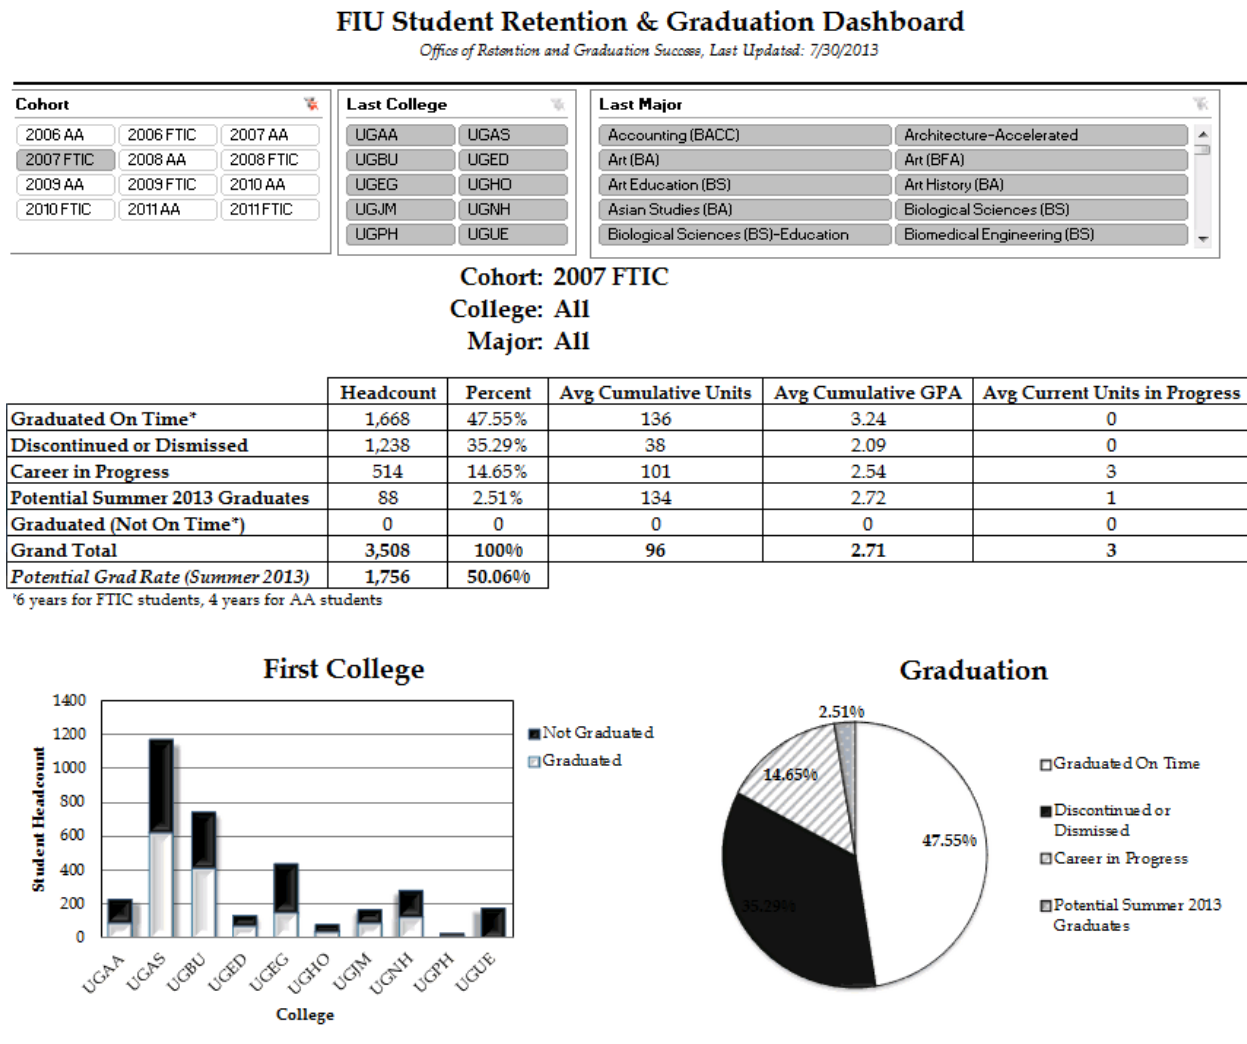 FIU Student Retention & Graduation Dashboard
Office of Retention and Graduation Success, Last Updated: 7/30/2013
Cohort
2006 AA 2006 FTIC 2007 AA
2007 FTIC 2008 AA 2008 FTIC
2009 AA 2009 FTIC 2010 AA
2010 FTIC 2011 AA 2011 FTIC
Last College
UGAA UGAS
UGBU UGED
UGEG UGHO
UGJM UGNH
UGPH UGUE
Last Major
Accounting (BACC) Architecture-Accelerated
Art (BA) Art (BFA)
Art Education (BS) Art History (BA)
Asian Studies (BA) Biological Sciences (BS)
Biological Sciences (BS)-Education Biomedical Engineering (BS)
Cohort: 2007 FTIC
College: All
Major: All
Headcount Percent Avg Cumulative Units Avg Cumulative GPA Avg Current Units in Progress
Graduated On Time* 1,668 47.55% 136 3.24 0
Discontinued or Dismissed 1,238 35.29% 38 2.09 0
Career in Progress 514 14.65% 101 2.54 3
Potential Summer 2013 Graduates 88 2.51% 134 2.72 1
Graduated (Not On Time*) 0 0 0 0 0
Grand Total 3,508 100% 96 2.71 3
Potential Grad Rate (Summer 2013) 1,756 50.06%
*6 years for FTIC students, 4 years for AA students
First College
Student Headcount
1400
1200
1000
800
600
400
200
0
UGAA UGAS UGBU UGED UGEG UGHO UGJM UGNH UGPH UGUE
College
Not Graduated
Graduated
Graduation
2.51%
14.65%
47.55%
35.29%
Graduated On Time
Discontinued or
Dismissed
Career in Progress
Potential Summer 2013
Graduates